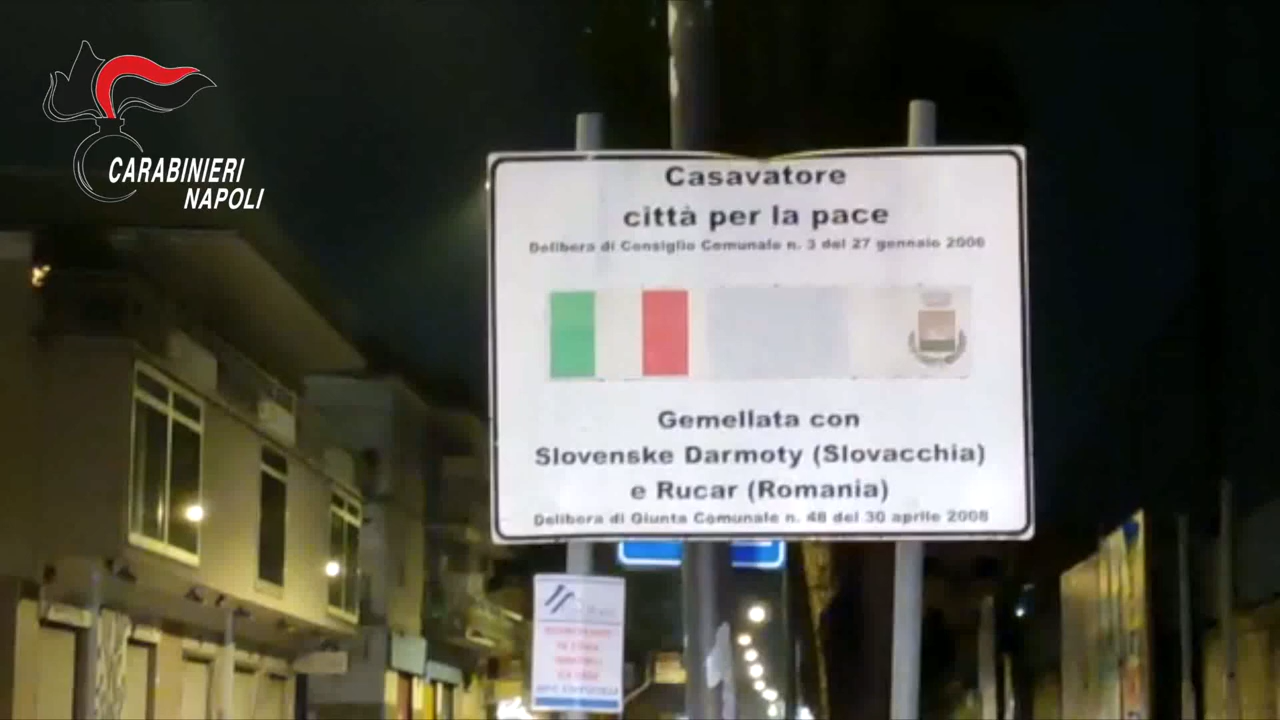 CARABINIERI
NAPOLI
Casavatore
città per la pace
Delibera di Consiglio Comunale n. 3 del 27 gennaio 2006
Gemellata con
Slovenske Darmoty (Slovacchia)
e Rucar (Romania)
Delibera di Giunta Comunale n. 48 del 30 aprile 2008